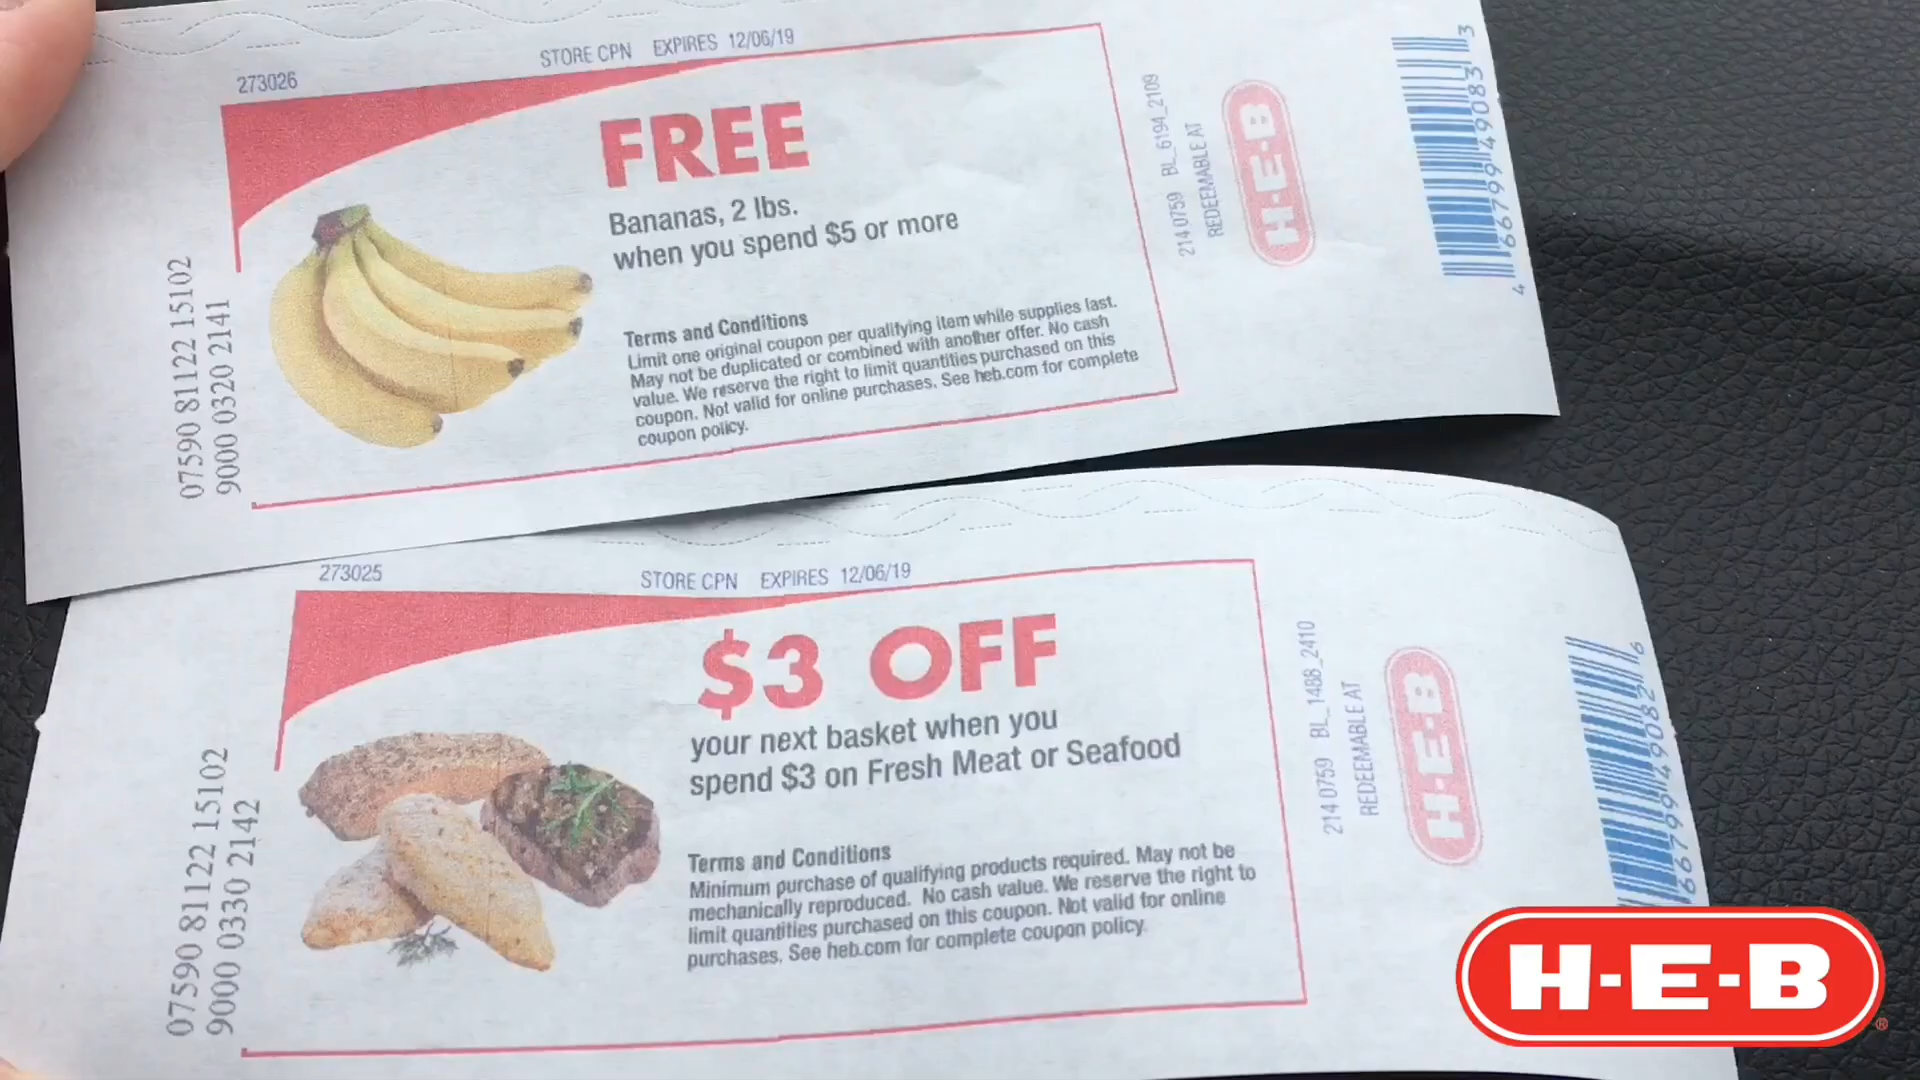 273026
STORE CPN EXPIRES 12/06/19
FREE
Bananas, 2 lbs.
when you spend $5 or more
Terms and Conditions
Limit one original coupon per qualifying item while supplies last.
May not be duplicated or combined with another offer. No cash
value. We reserve the right to limit quantities purchased on this
coupon. Not valid for online purchases. See heb.com for complete
coupon policy.
07590 81122 15102
9000 0320 2141
214 0759 BL_6194_2109
REDEEMABLE AT
H-E-B
4 66799 49083 3
273025
STORE CPN EXPIRES 12/06/19
$3 OFF
your next basket when you
spend $3 on Fresh Meat or Seafood
Terms and Conditions
Minimum purchase of qualifying products required. May not be
mechanically reproduced. No cash value. We reserve the right to
limit quantities purchased on this coupon. Not valid for online
purchases. See heb.com for complete coupon policy.
07590 81122 15102
9000 0330 2142
214 0759 BL_1488_2410
REDEEMABLE AT
H-E-B
66799 49082 6
H-E-B
®